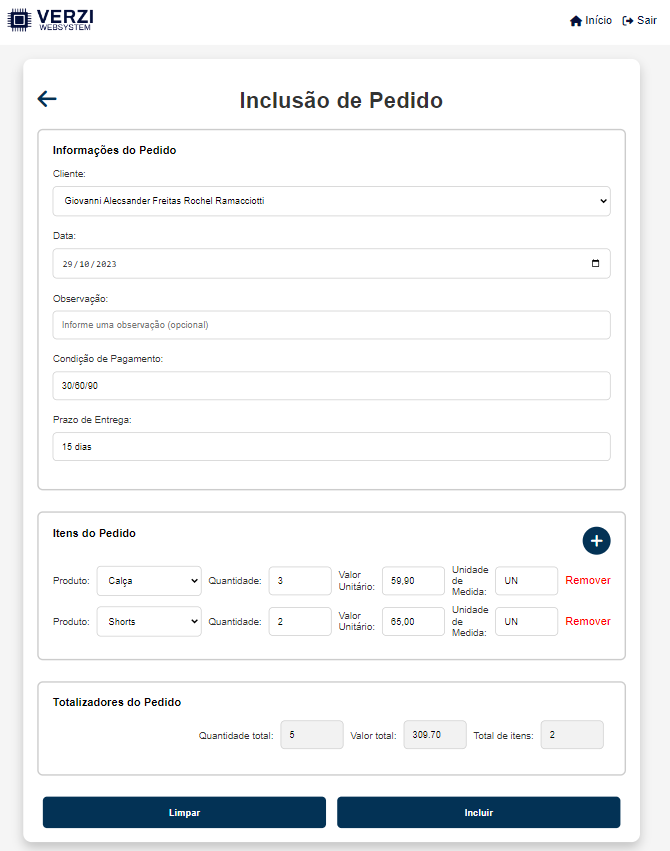 VERZI
WEBSYSTEM
Início Sair
Inclusão de Pedido
Informações do Pedido
Cliente:
Giovanni Alecsander Freitas Rochel Ramacciotti
Data:
29/10/2023
Observação:
Informe uma observação (opcional)
Condição de Pagamento:
30/60/90
Prazo de Entrega:
15 dias
Itens do Pedido
Produto: Calça Quantidade: 3 Valor Unitário: 59,90 Unidade de Medida: UN Remover
Produto: Shorts Quantidade: 2 Valor Unitário: 65,00 Unidade de Medida: UN Remover
Totalizadores do Pedido
Quantidade total: 5 Valor total: 309.70 Total de itens: 2
Limpar Incluir